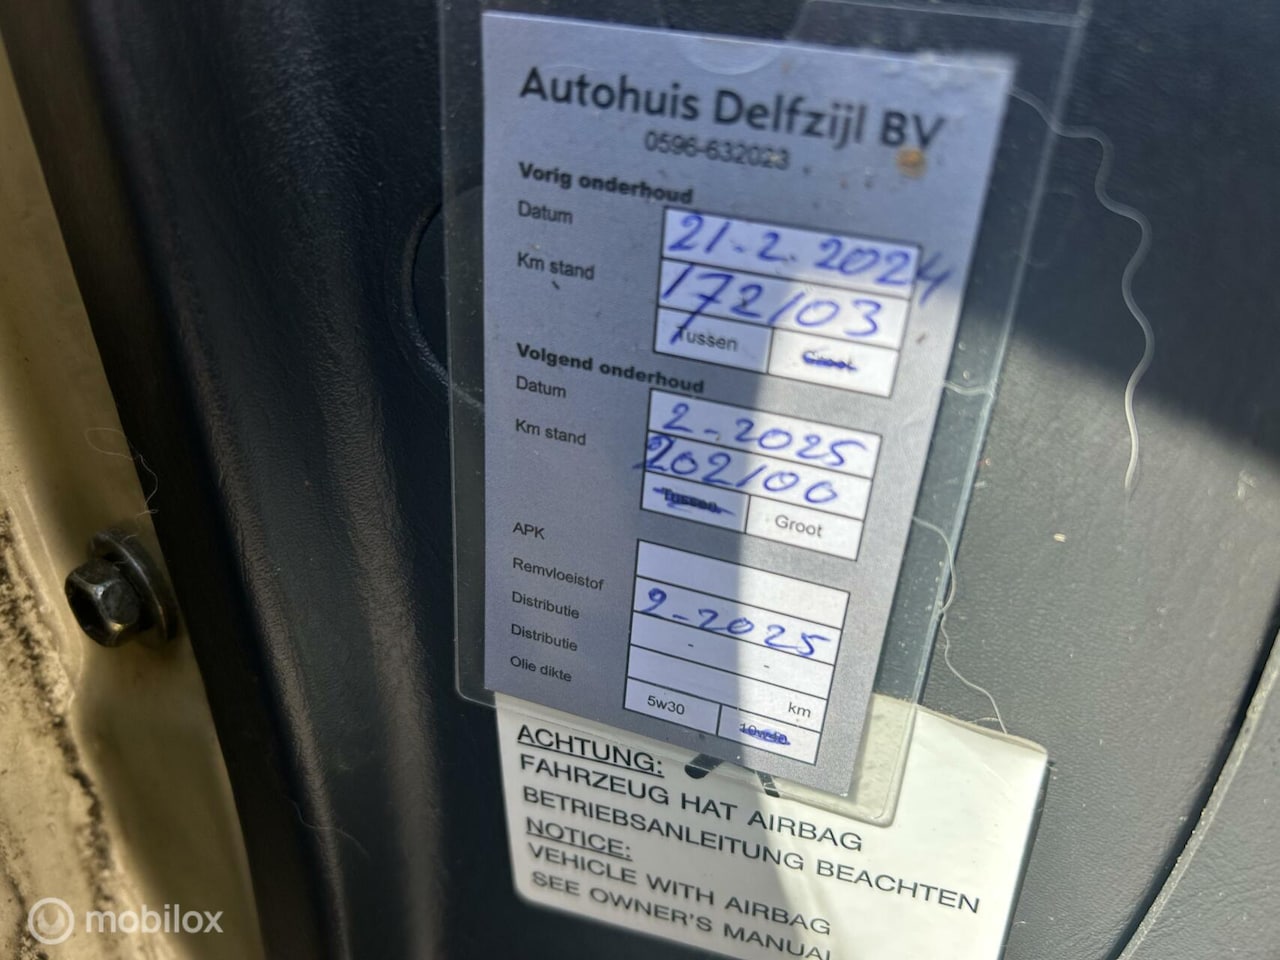 Autohuis Delfzijl BV
0596-632023
Vorig onderhoud
Datum 21-2-2024
Km stand 172103
Tussen Groot
Volgend onderhoud
Datum 2-2025
Km stand 202100
Tussen Groot
APK
Remvloeistof 9-2025
Distributie - -
Distributie km
Olie dikte 5w30 10w40
ACHTUNG:
FAHRZEUG HAT AIRBAG
BETRIEBSANLEITUNG BEACHTEN
NOTICE:
VEHICLE WITH AIRBAG
SEE OWNER'S MANUAL
mobilox